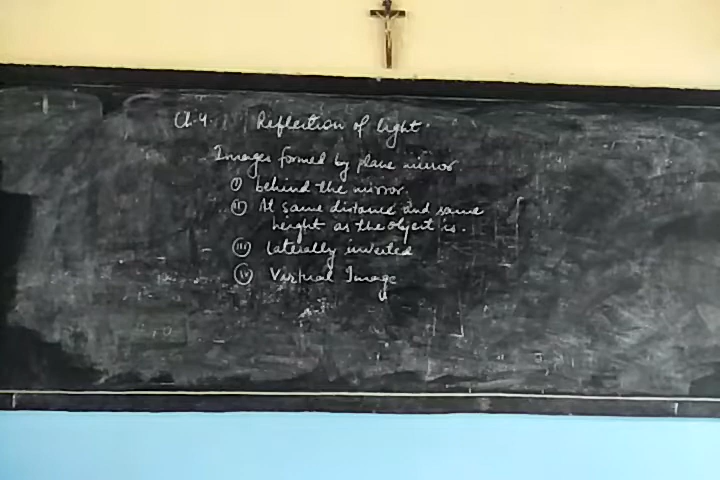 Ch-4. Reflection of light.
Images formed by plane mirror
(i) behind the mirror.
(ii) At same distance and same
height as the object is.
(iii) laterally inverted
(iv) Virtual Image